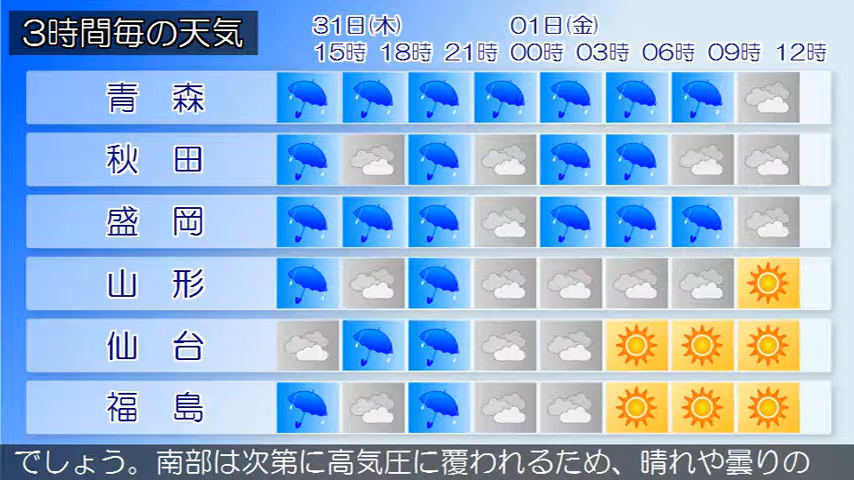 3時間毎の天気
31日(木) 01日(金)
15時 18時 21時 00時 03時 06時 09時 12時
青森
秋田
盛岡
山形
仙台
福島
でしょう。南部は次第に高気圧に覆われるため、晴れや曇りの